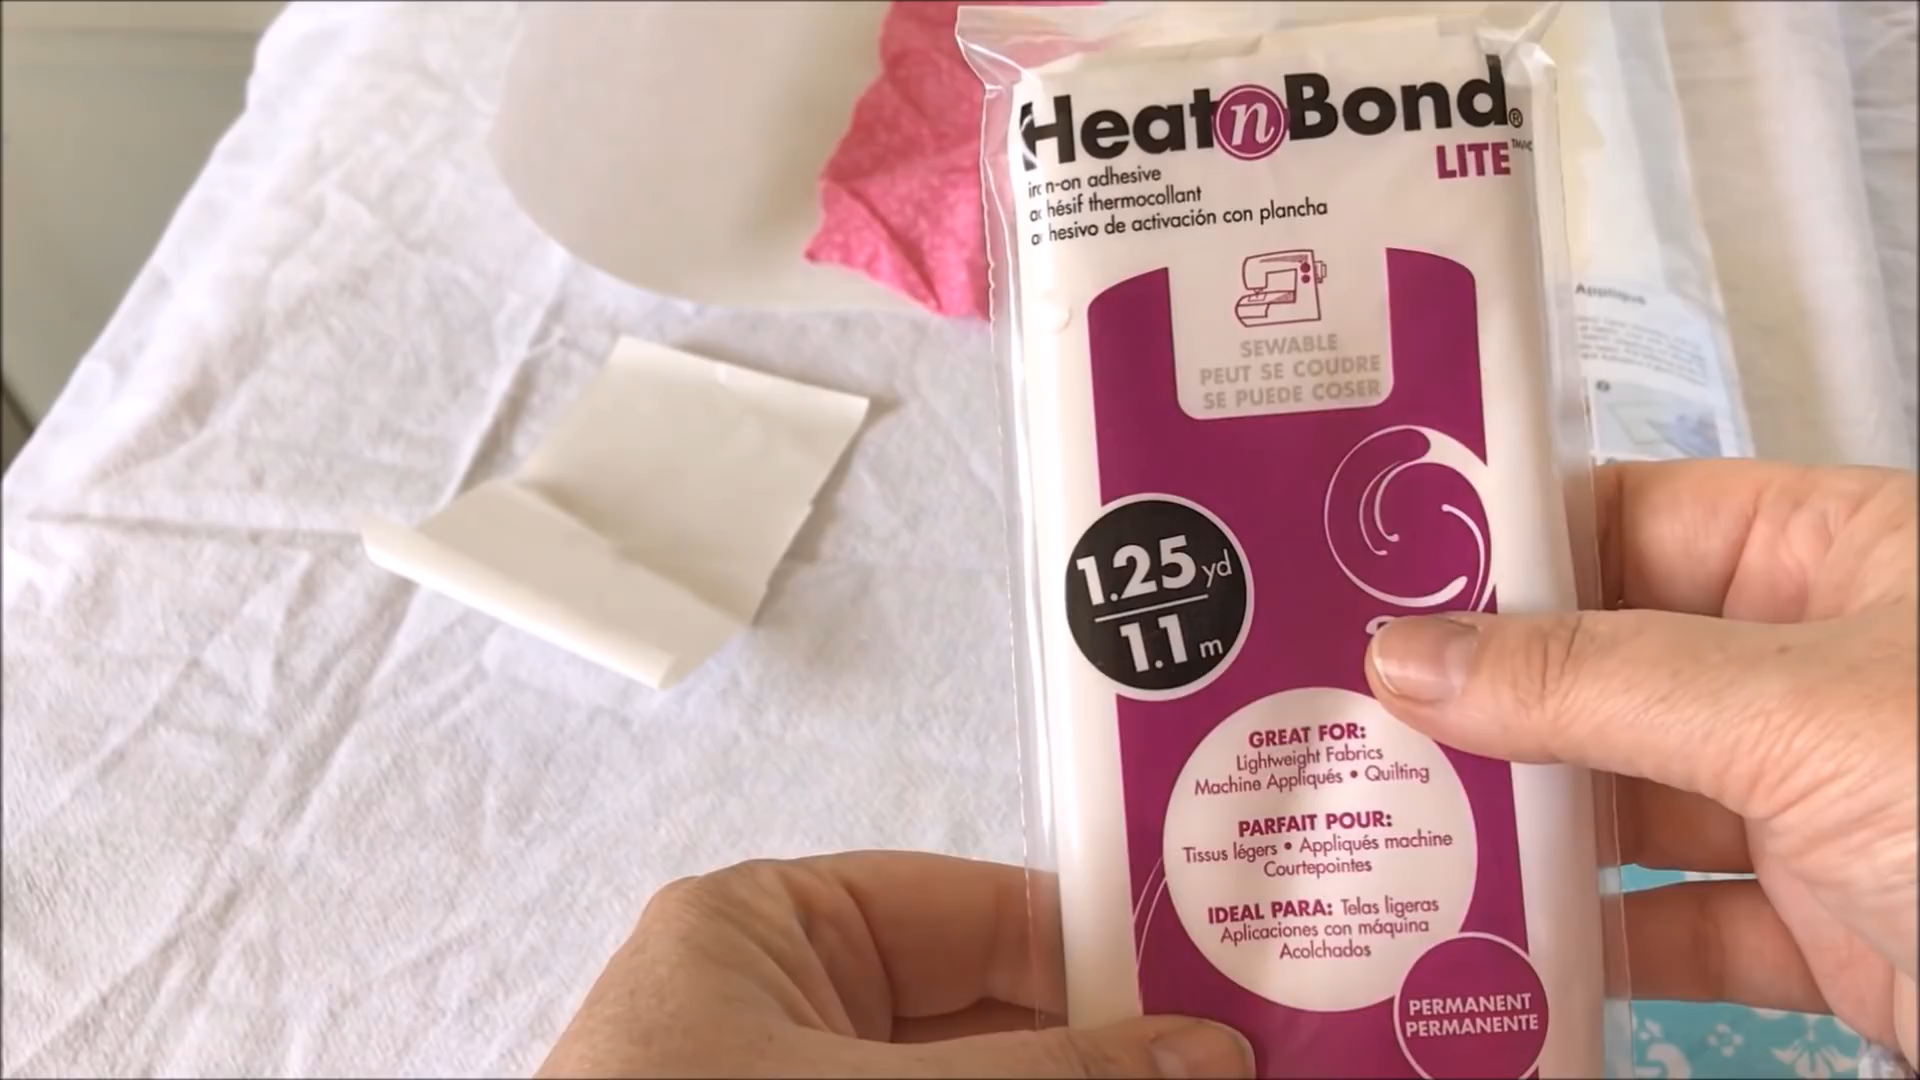 HeatnBond®
LITE™/MC
iron-on adhesive
adhésif thermocollant
adhesivo de activación con plancha
SEWABLE
PEUT SE COUDRE
SE PUEDE COSER
1.25 yd
1.1 m
GREAT FOR:
Lightweight Fabrics
Machine Appliqués • Quilting
PARFAIT POUR:
Tissus légers • Appliqués machine
Courtepointes
IDEAL PARA: Telas ligeras
Aplicaciones con máquina
Acolchados
PERMANENT
PERMANENTE
Applique